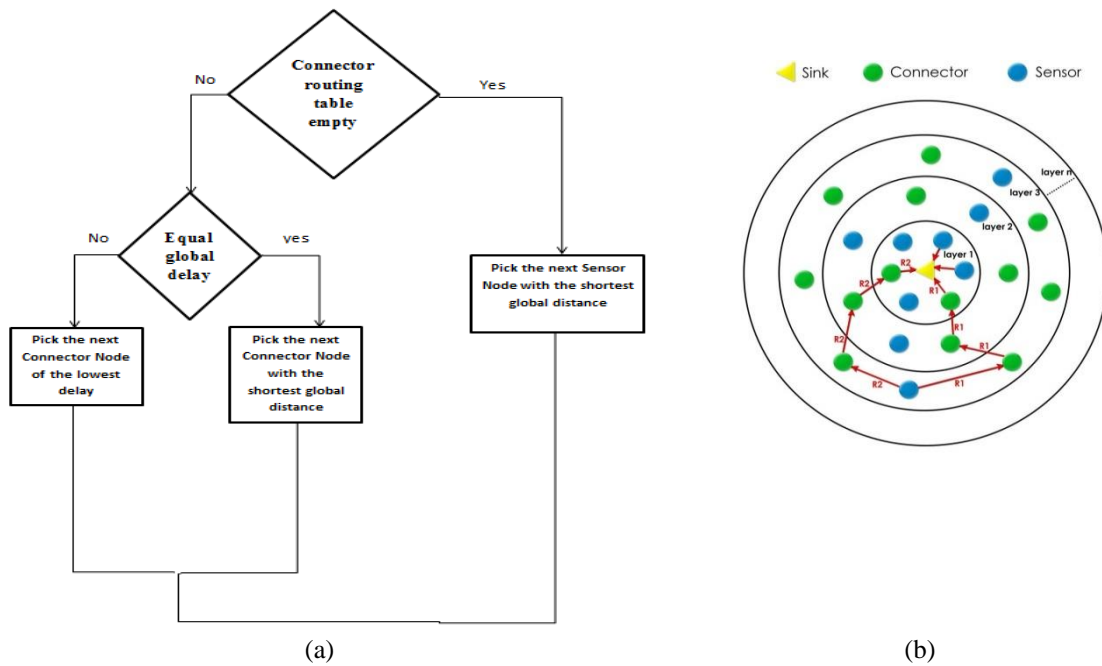 Connector
routing
table
empty
No
Yes
Equal
global
delay
No
yes
Pick the next
Connector Node
of the lowest
delay
Pick the next
Connector Node
with the
shortest global
distance
Pick the next Sensor
Node with the shortest
global distance
(a)
Sink
Connector
Sensor
layer n
layer 3
layer 2
layer 1
R2
R2
R1
R2
R1
R1
R2
R1
(b)